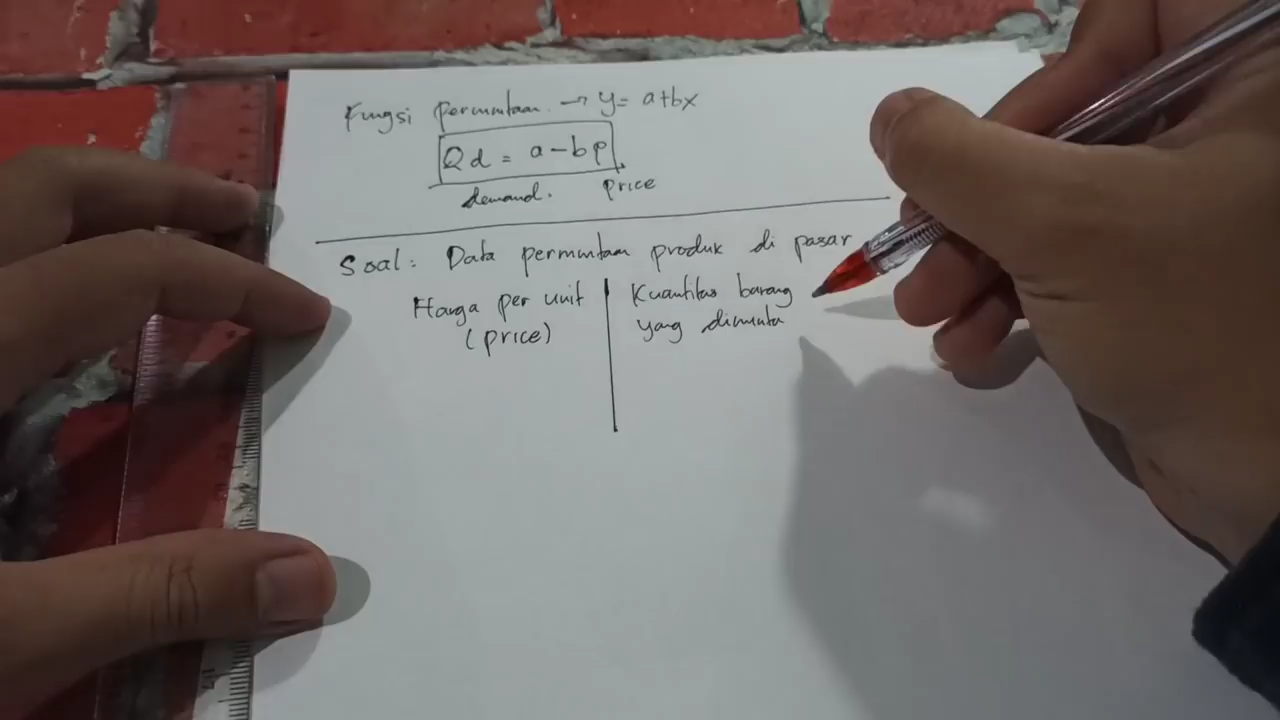 Fungsi permintaan. → y = a+bx
Qd = a - bp
demand. price
Soal : Data permintaan produk di pasar
Harga per unit | Kuantitas barang
(price) | yang diminta